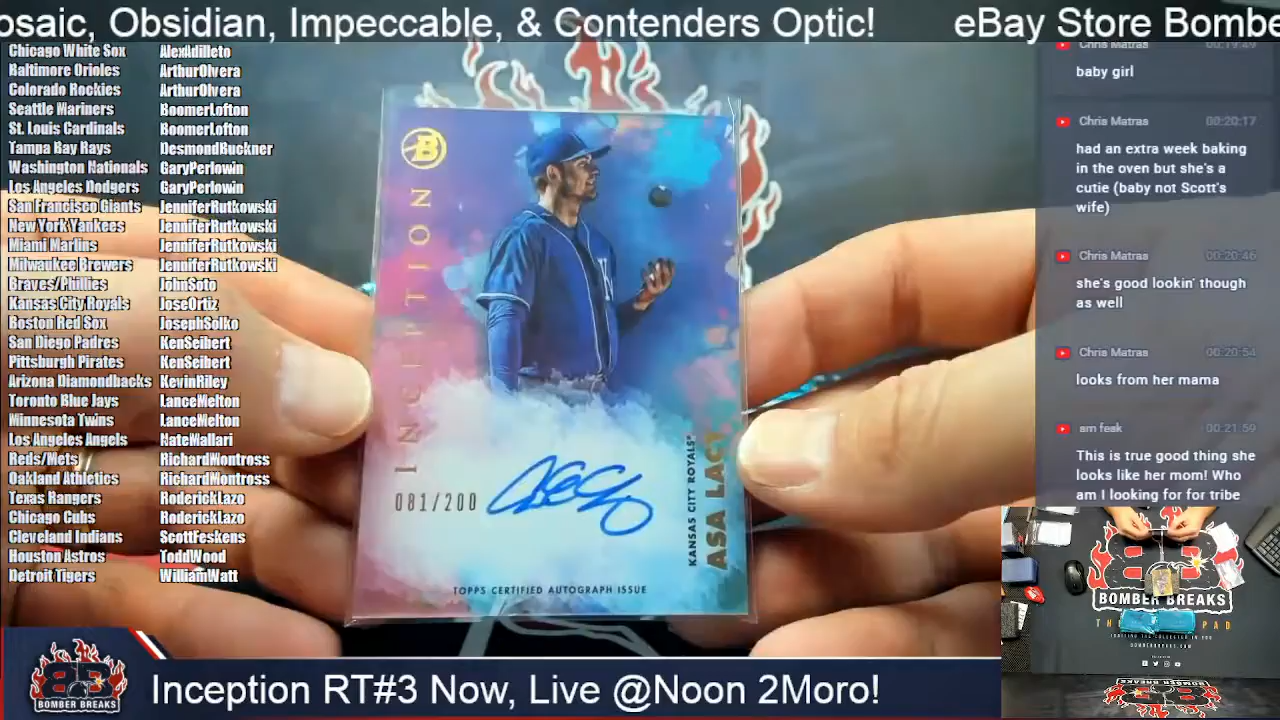 osaic, Obsidian, Impeccable, & Contenders Optic! eBay Store Bombe
Chicago White Sox AlexAdilleto
Baltimore Orioles ArthurOlvera
Colorado Rockies ArthurOlvera
Seattle Mariners BoomerLofton
St. Louis Cardinals BoomerLofton
Tampa Bay Rays DesmondRuckner
Washington Nationals GaryPerlowin
Los Angeles Dodgers GaryPerlowin
San Francisco Giants JenniferRutkowski
New York Yankees JenniferRutkowski
Miami Marlins JenniferRutkowski
Milwaukee Brewers JenniferRutkowski
Braves/Phillies JohnSoto
Kansas City Royals JoseOrtiz
Boston Red Sox JosephSolko
San Diego Padres KenSeibert
Pittsburgh Pirates KenSeibert
Arizona Diamondbacks KevinRiley
Toronto Blue Jays LanceMelton
Minnesota Twins LanceMelton
Los Angeles Angels NateWallari
Reds/Mets RichardMontross
Oakland Athletics RichardMontross
Texas Rangers RoderickLazo
Chicago Cubs RoderickLazo
Cleveland Indians ScottFeskens
Houston Astros ToddWood
Detroit Tigers WilliamWatt
B
INCEPTION
081/200
KANSAS CITY ROYALS
ASA LACY
TOPPS CERTIFIED AUTOGRAPH ISSUE
Chris Matras 00:19:49
baby girl
Chris Matras 00:20:17
had an extra week baking
in the oven but she's a
cutie (baby not Scott's
wife)
Chris Matras 00:20:46
she's good lookin' though
as well
Chris Matras 00:20:54
looks from her mama
sm fesk 00:21:59
This is true good thing she
looks like her mom! Who
am I looking for for tribe
BOMBER BREAKS
BOMBERBREAKS.COM
BOMBER BREAKS
Inception RT#3 Now, Live @Noon 2Moro!